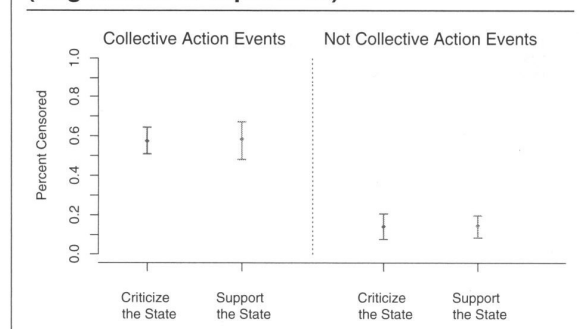 Collective Action Events Not Collective Action Events
Percent Censored
1.0
0.8
0.6
0.4
0.2
0.0
Criticize the State
Support the State
Criticize the State
Support the State